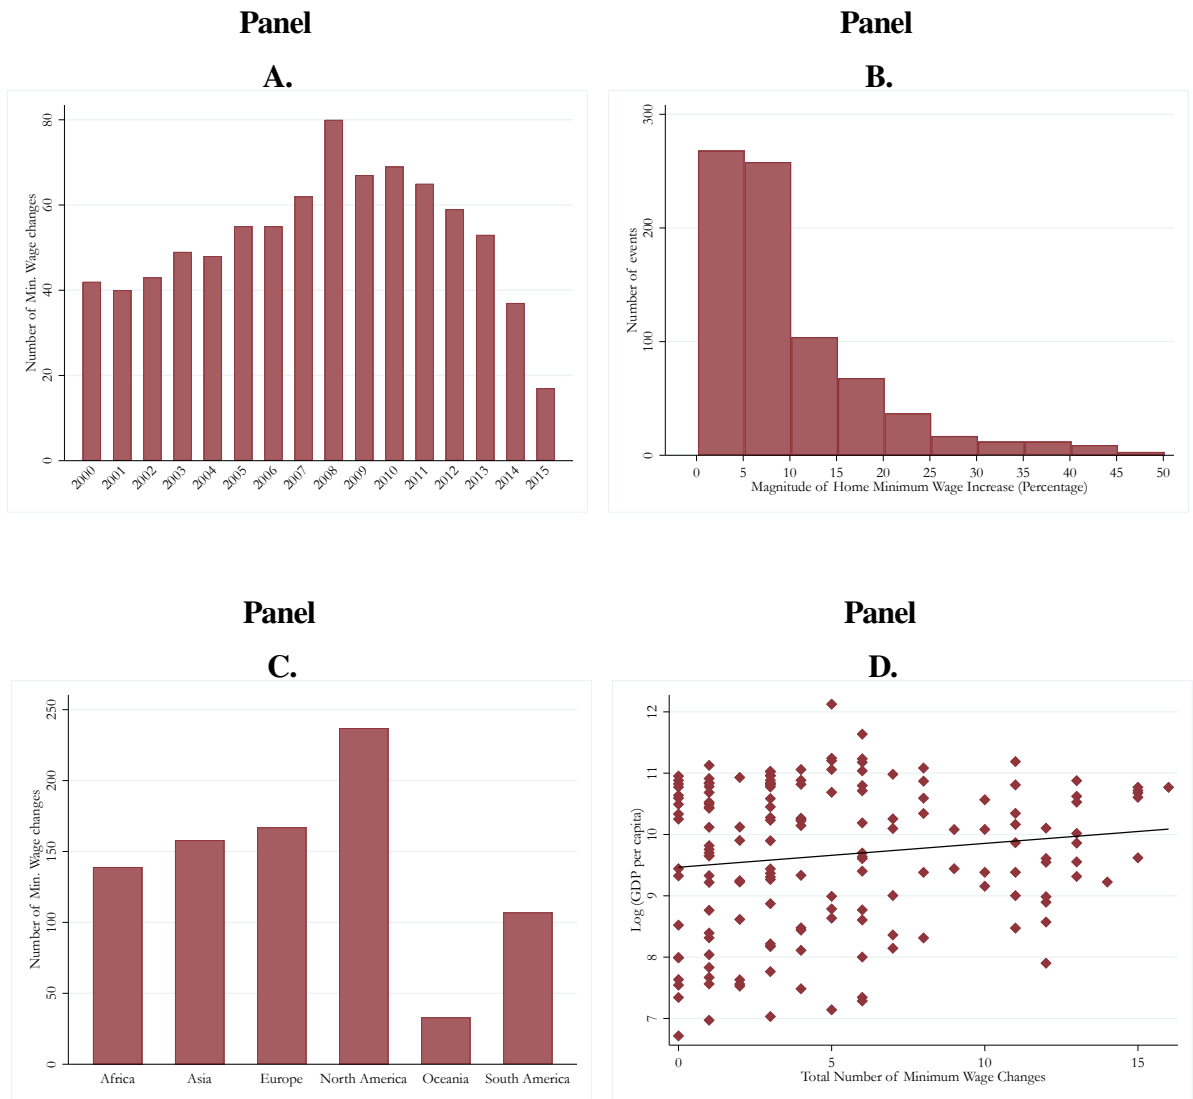 Panel
A.
Number of Min. Wage changes
80
60
40
20
0
2000 2001 2002 2003 2004 2005 2006 2007 2008 2009 2010 2011 2012 2013 2014 2015
Panel
B.
Number of events
300
200
100
0
0 5 10 15 20 25 30 35 40 45 50
Magnitude of Home Minimum Wage Increase (Percentage)
Panel
C.
Number of Min. Wage changes
250
200
150
100
50
0
Africa Asia Europe North America Oceania South America
Panel
D.
Log (GDP per capita)
12
11
10
9
8
7
0 5 10 15
Total Number of Minimum Wage Changes